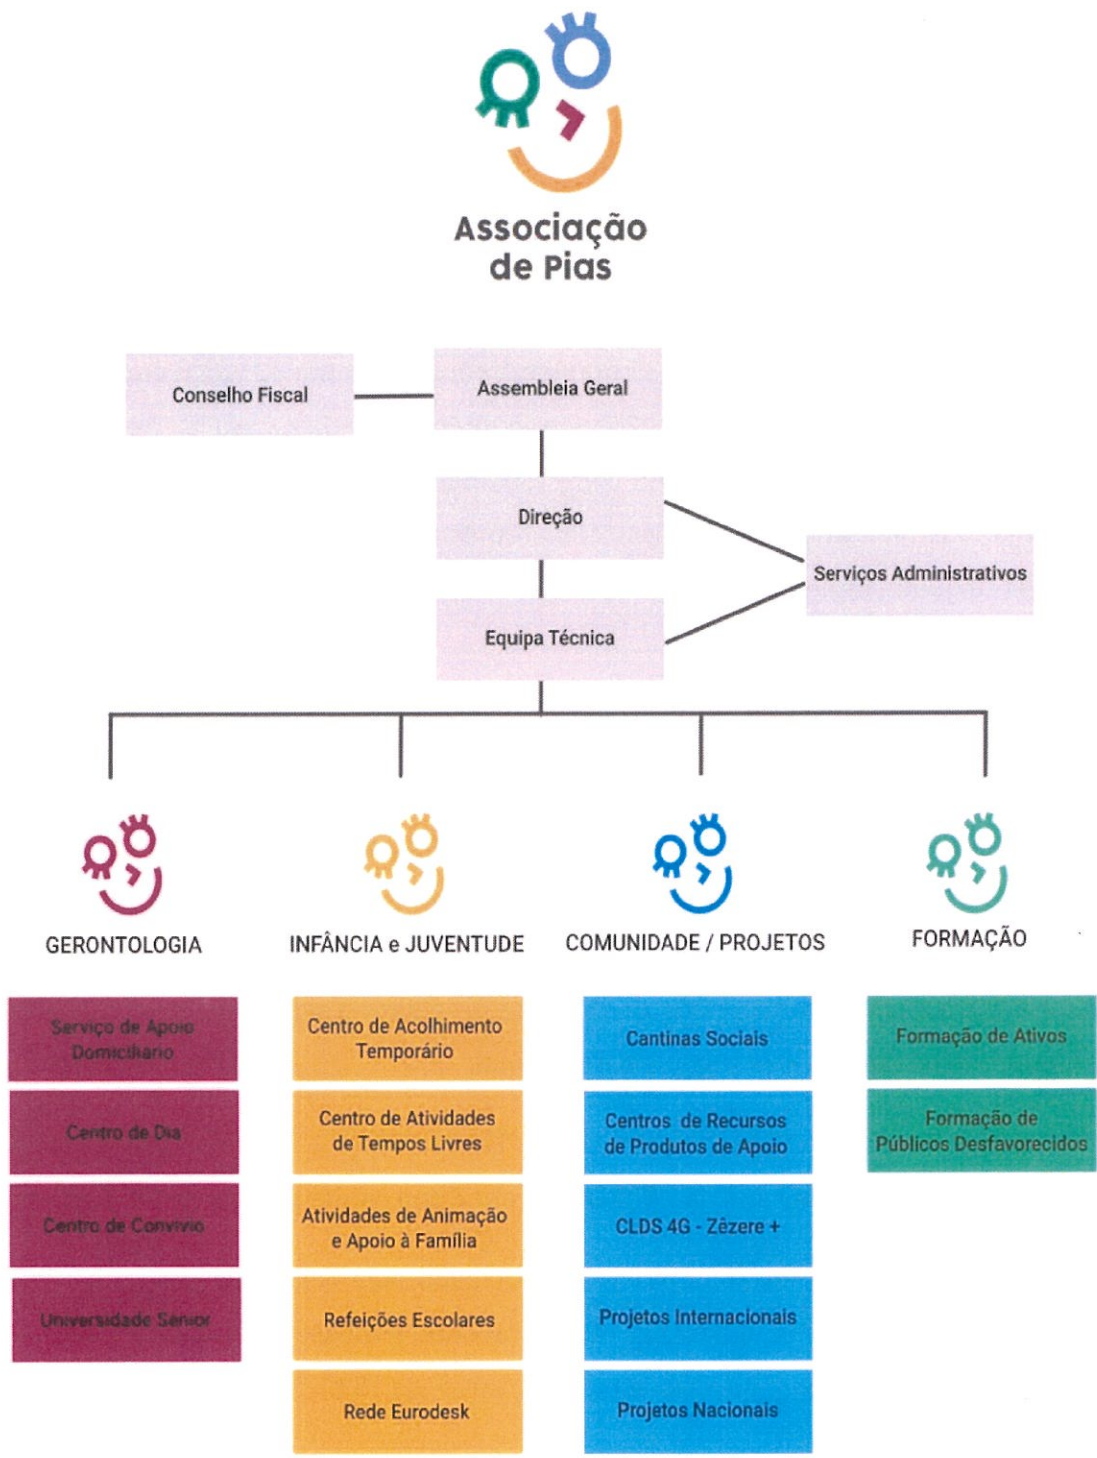 Associação
de Pias
Conselho Fiscal
Assembleia Geral
Direção
Serviços Administrativos
Equipa Técnica
GERONTOLOGIA
INFÂNCIA e JUVENTUDE
COMUNIDADE / PROJETOS
FORMAÇÃO
Serviço de Apoio
Domiciliário
Centro de Dia
Centro de Convívio
Universidade Sénior
Centro de Acolhimento
Temporário
Centro de Atividades
de Tempos Livres
Atividades de Animação
e Apoio à Família
Refeições Escolares
Rede Eurodesk
Cantinas Sociais
Centros de Recursos
de Produtos de Apoio
CLDS 4G - Zêzere +
Projetos Internacionais
Projetos Nacionais
Formação de Ativos
Formação de
Públicos Desfavorecidos